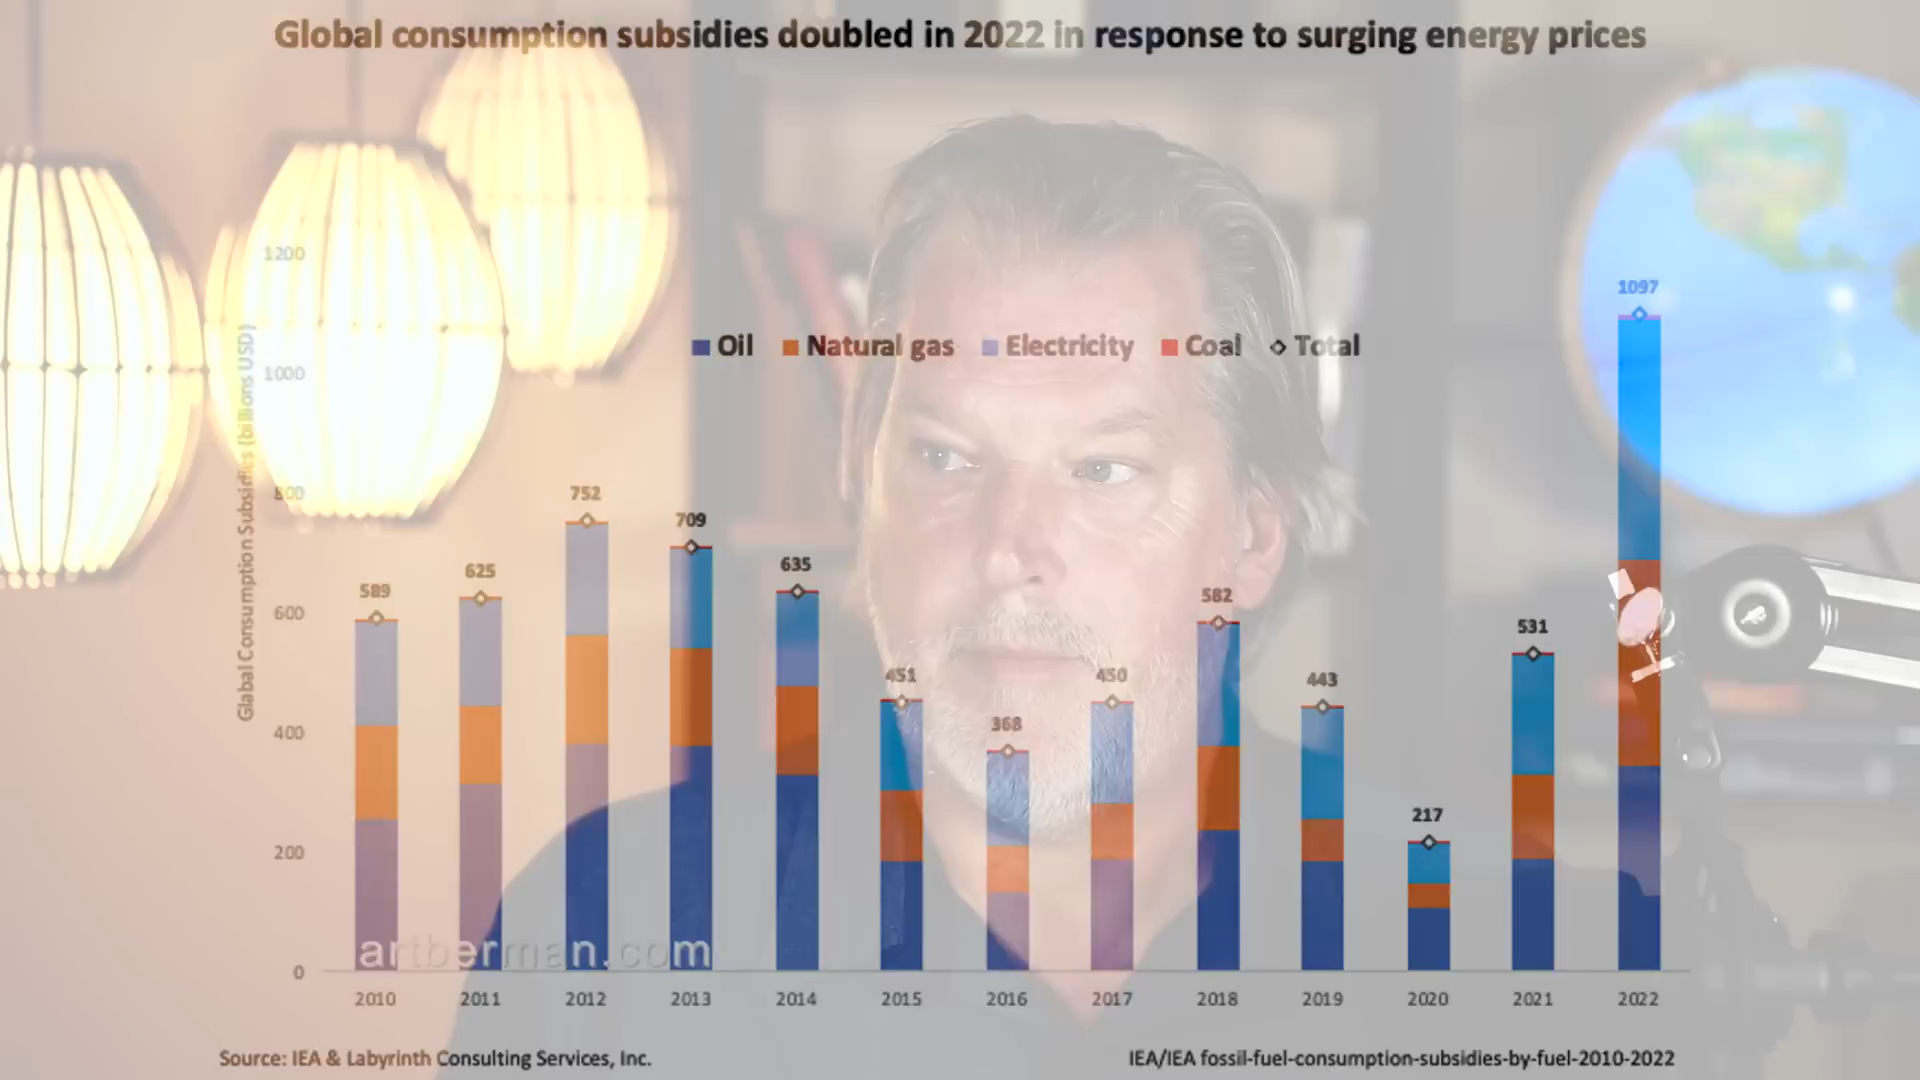 Global consumption subsidies doubled in 2022 in response to surging energy prices
Glabal Consumption Subsidies (billions USD)
1200
1000
800
600
400
200
0
Oil Natural gas Electricity Coal Total
589
625
752
709
635
451
368
450
582
443
217
531
1097
artberman.com
2010 2011 2012 2013 2014 2015 2016 2017 2018 2019 2020 2021 2022
Source: IEA & Labyrinth Consulting Services, Inc.
IEA/IEA fossil-fuel-consumption-subsidies-by-fuel-2010-2022